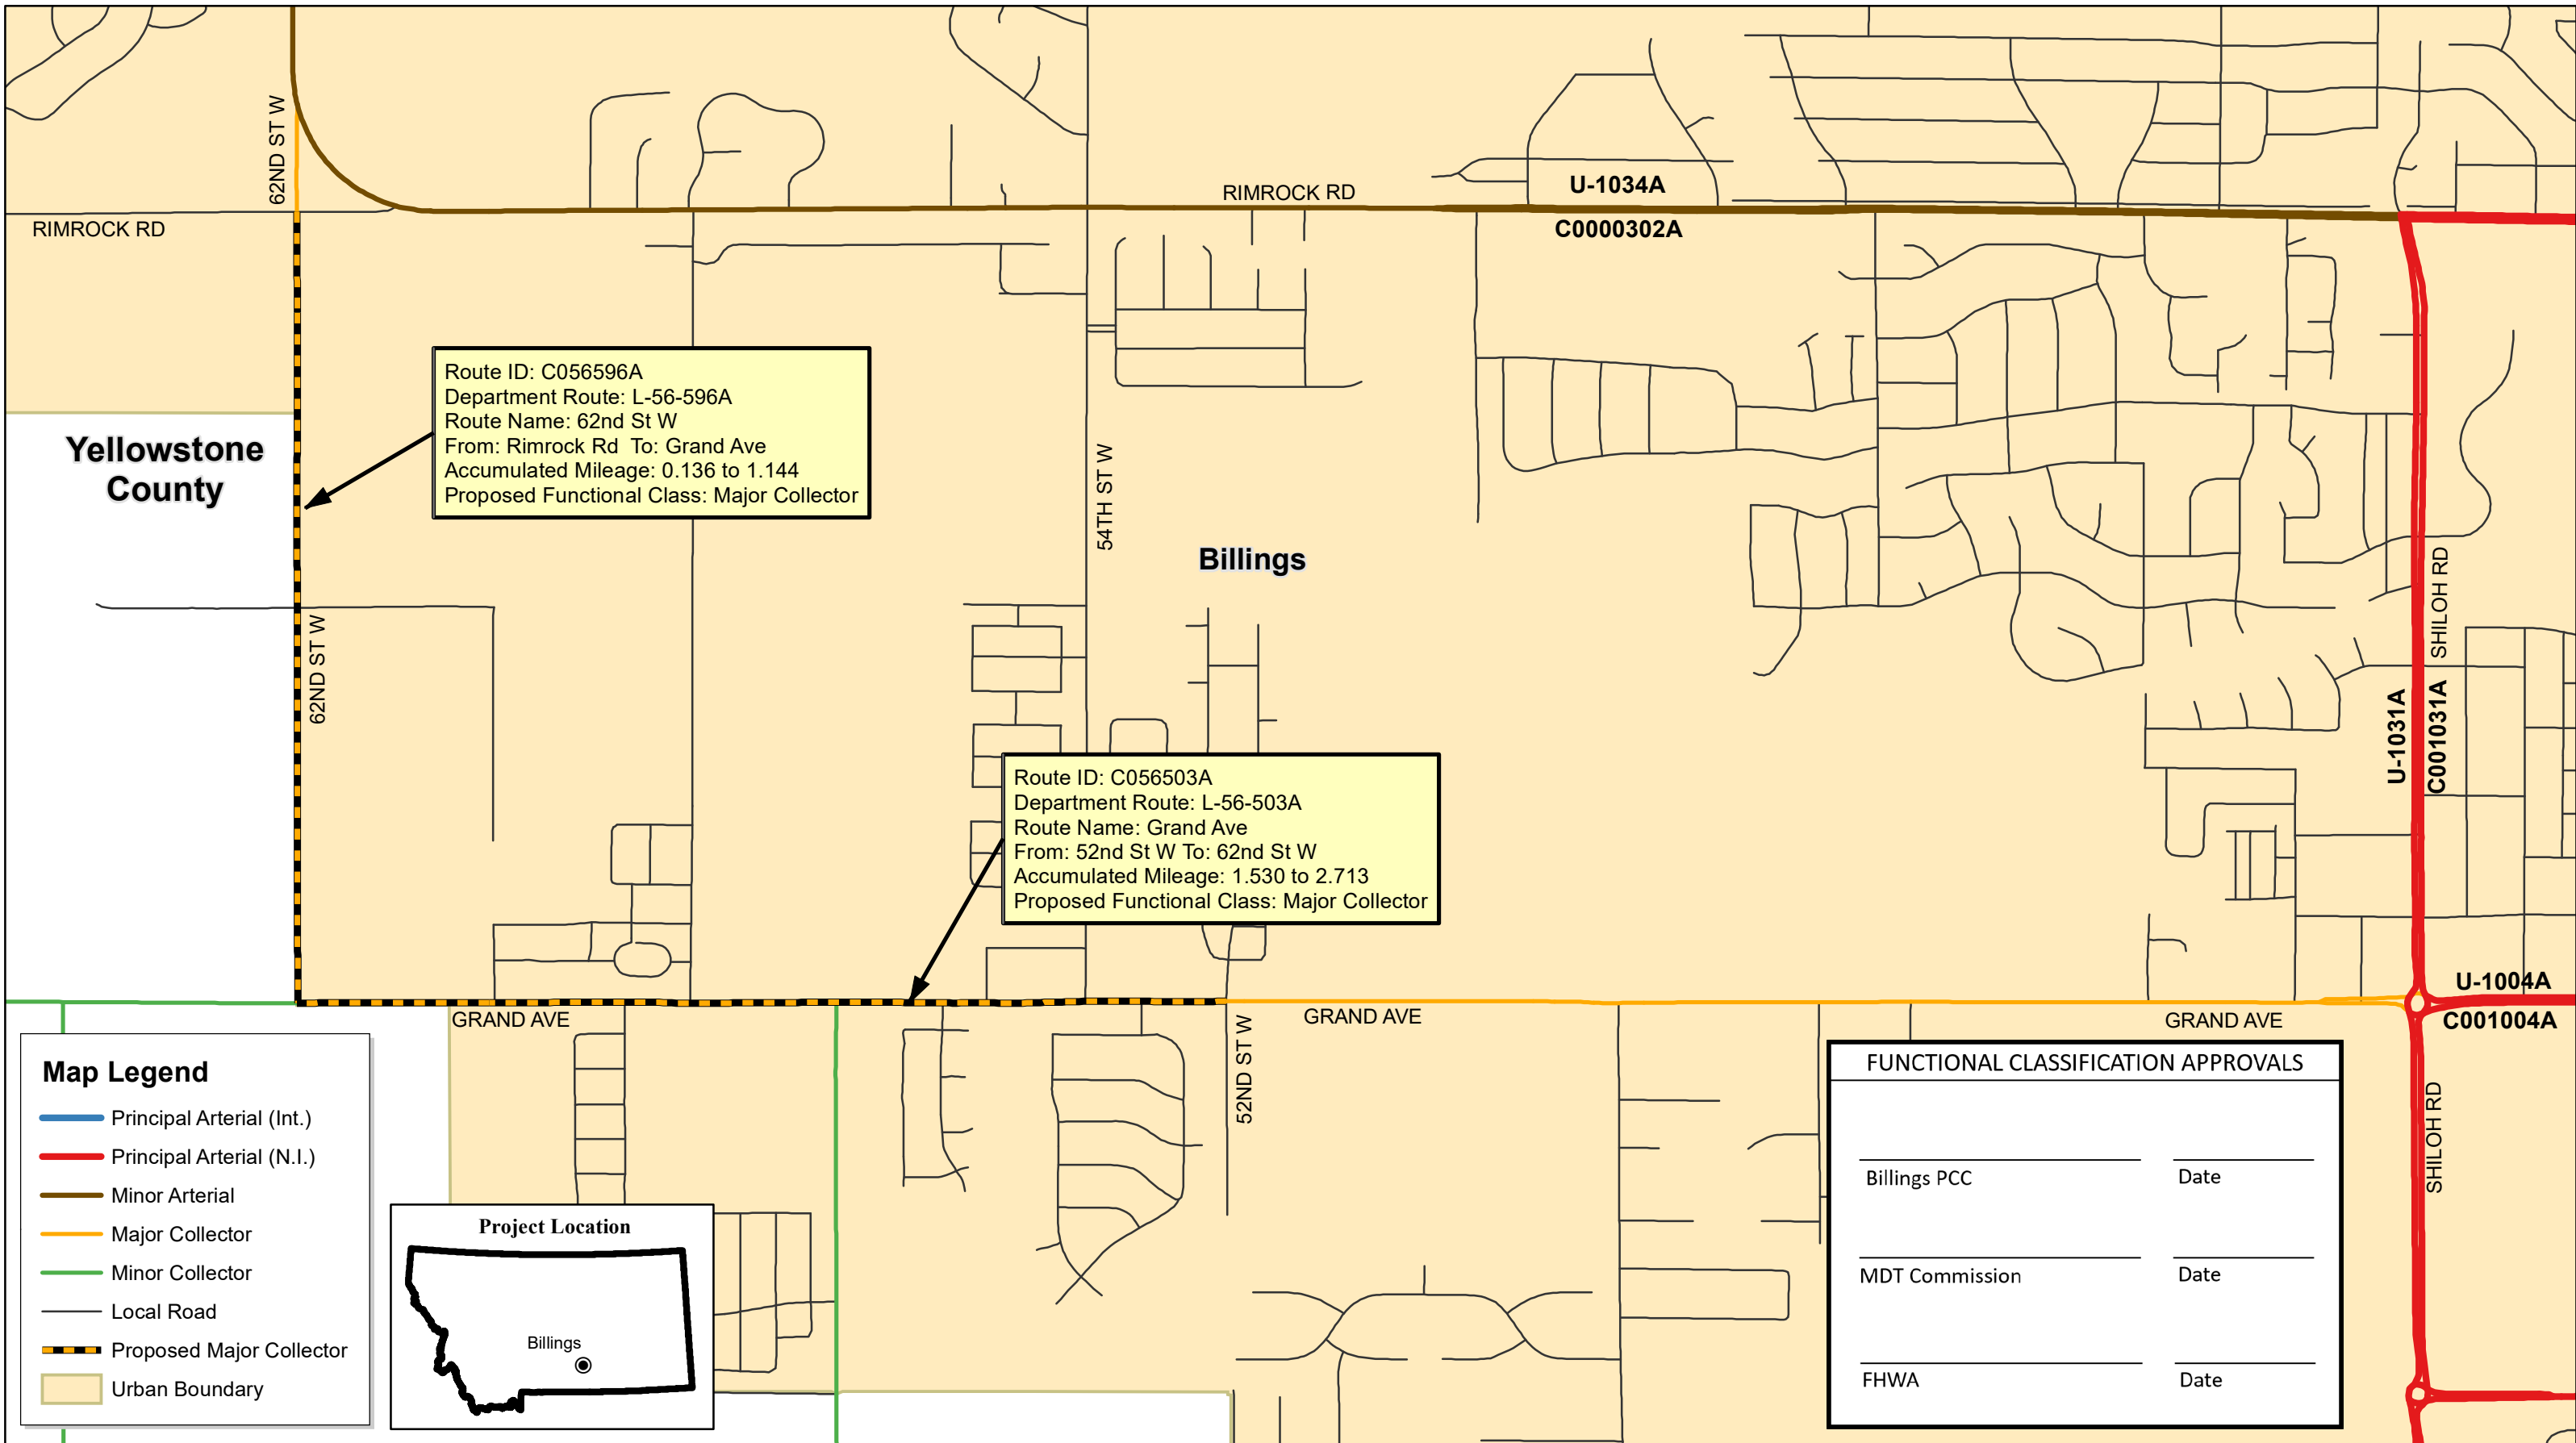 62ND ST W
RIMROCK RD
RIMROCK RD
U-1034A
C0000302A
Route ID: C056596A
Department Route: L-56-596A
Route Name: 62nd St W
From: Rimrock Rd  To: Grand Ave
Accumulated Mileage: 0.136 to 1.144
Proposed Functional Class: Major Collector
Yellowstone
County
54TH ST W
Billings
62ND ST W
SHILOH RD
U-1031A
C001031A
Route ID: C056503A
Department Route: L-56-503A
Route Name: Grand Ave
From: 52nd St W To: 62nd St W
Accumulated Mileage: 1.530 to 2.713
Proposed Functional Class: Major Collector
U-1004A
C001004A
GRAND AVE
GRAND AVE
GRAND AVE
52ND ST W
SHILOH RD
Map Legend
Principal Arterial (Int.)
Principal Arterial (N.I.)
Minor Arterial
Major Collector
Minor Collector
Local Road
Proposed Major Collector
Urban Boundary
Project Location
Billings
FUNCTIONAL CLASSIFICATION APPROVALS
Billings PCC
Date
MDT Commission
Date
FHWA
Date